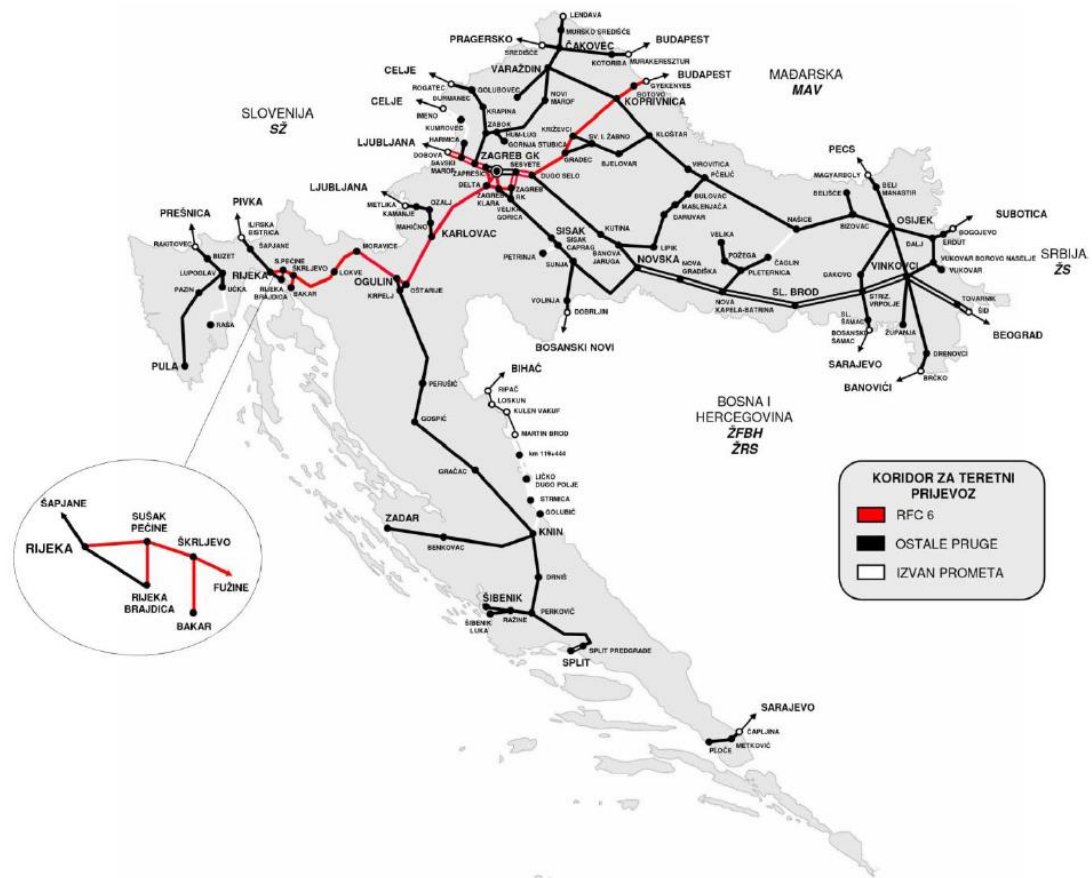 LENDAVA
MURSKO SREDIŠĆE
PRAGERSKO
ČAKOVEC
SREDIŠĆE
BUDAPEST
KOTORIBA
MURAKERESZTUR
VARAŽDIN
CELJE
ROGATEC
ĐURMANEC
GOLUBOVEC
BUDAPEST
GYEKENYES
BOTOVO
MAĐARSKA
MAV
SLOVENIJA
SŽ
CELJE
IMENO
KRAPINA
NOVI
MAROF
KOPRIVNICA
KUMROVEC
ZABOK
HUM-LUG
GORNJA STUBICA
KRIŽEVCI
SV. I. ŽABNO
KLOŠTAR
HARMICA
LJUBLJANA
DOBOVA
SAVSKI
MAROF
ZAGREB GK
SESVETE
ZAPREŠIĆ
GRADEC
BJELOVAR
DUGO SELO
VIROVITICA
PČELIĆ
PECS
MAGYARBOLY
BELI
MANASTIR
DELTA
ZAGREB
KLARA
ZAGREB
RK
VELIKA
GORICA
LJUBLJANA
METLIKA
KAMANJE
OZALJ
MAHIČNO
KARLOVAC
BULOVAC
MASLENJAČA
DARUVAR
BELIŠĆE
OSIJEK
SUBOTICA
BOGOJEVO
ERDUT
DALJ
PREŠNICA
PIVKA
ILIRSKA
BISTRICA
RAKITOVEC
BUZET
ŠAPJANE
MORAVICE
SISAK
SISAK
CAPRAG
PETRINJA
SUNJA
KUTINA
BANOVA
JARUGA
LIPIK
NOVSKA
NAŠICE
BIZOVAC
VELIKA
POŽEGA
ČAGLIN
PLETERNICA
NOVA
GRADIŠKA
SRBIJA
ŽS
VUKOVAR BOROVO NASELJE
VUKOVAR
LUPOGLAV
S.PEĆINE
ŠKRLJEVO
RIJEKA
RIJEKA
BRAJDICA
BAKAR
LOKVE
OGULIN
OŠTARIJE
KRPELJ
PAZIN
UČKA
RAŠA
PULA
VOLINJA
DOBRLJIN
BOSANSKI NOVI
NOVA
KAPELA-BATRINA
SL. BROD
ĐAKOVO
VINKOVCI
STRIZ.
VRPOLJE
TOVARNIK
ŠID
BEOGRAD
SL.
ŠAMAC
BOSANSKI
ŠAMAC
SARAJEVO
ŽUPANJA
DRENOVCI
BRČKO
BANOVIĆI
BIHAĆ
RIPAČ
LOSKUN
KULEN VAKUF
MARTIN BROD
km 119+444
LIČKO
DUGO POLJE
STRMICA
GOLUBIĆ
BOSNA I
HERCEGOVINA
ŽFBH
ŽRS
PERUŠIĆ
GOSPIĆ
GRAČAC
ZADAR
BENKOVAC
KNIN
DRNIŠ
ŠIBENIK
ŠIBENIK
LUKA
RAŽINE
PERKOVIĆ
SPLIT PREDGRAĐE
SPLIT
SARAJEVO
ČAPLJINA
METKOVIĆ
PLOČE
ŠAPJANE
SUŠAK
PEĆINE
ŠKRLJEVO
RIJEKA
FUŽINE
RIJEKA
BRAJDICA
BAKAR
KORIDOR ZA TERETNI
PRIJEVOZ
RFC 6
OSTALE PRUGE
IZVAN PROMETA